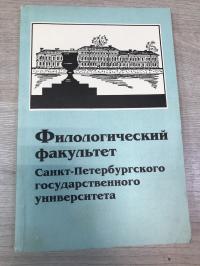 Филологический
факультет
Санкт-Петербургского
государственного
университета